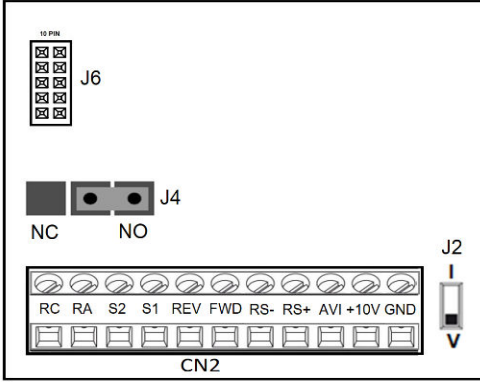 10 PIN
J6
J4
NC NO
J2
I
RC RA S2 S1 REV FWD RS- RS+ AVI +10V GND
V
CN2